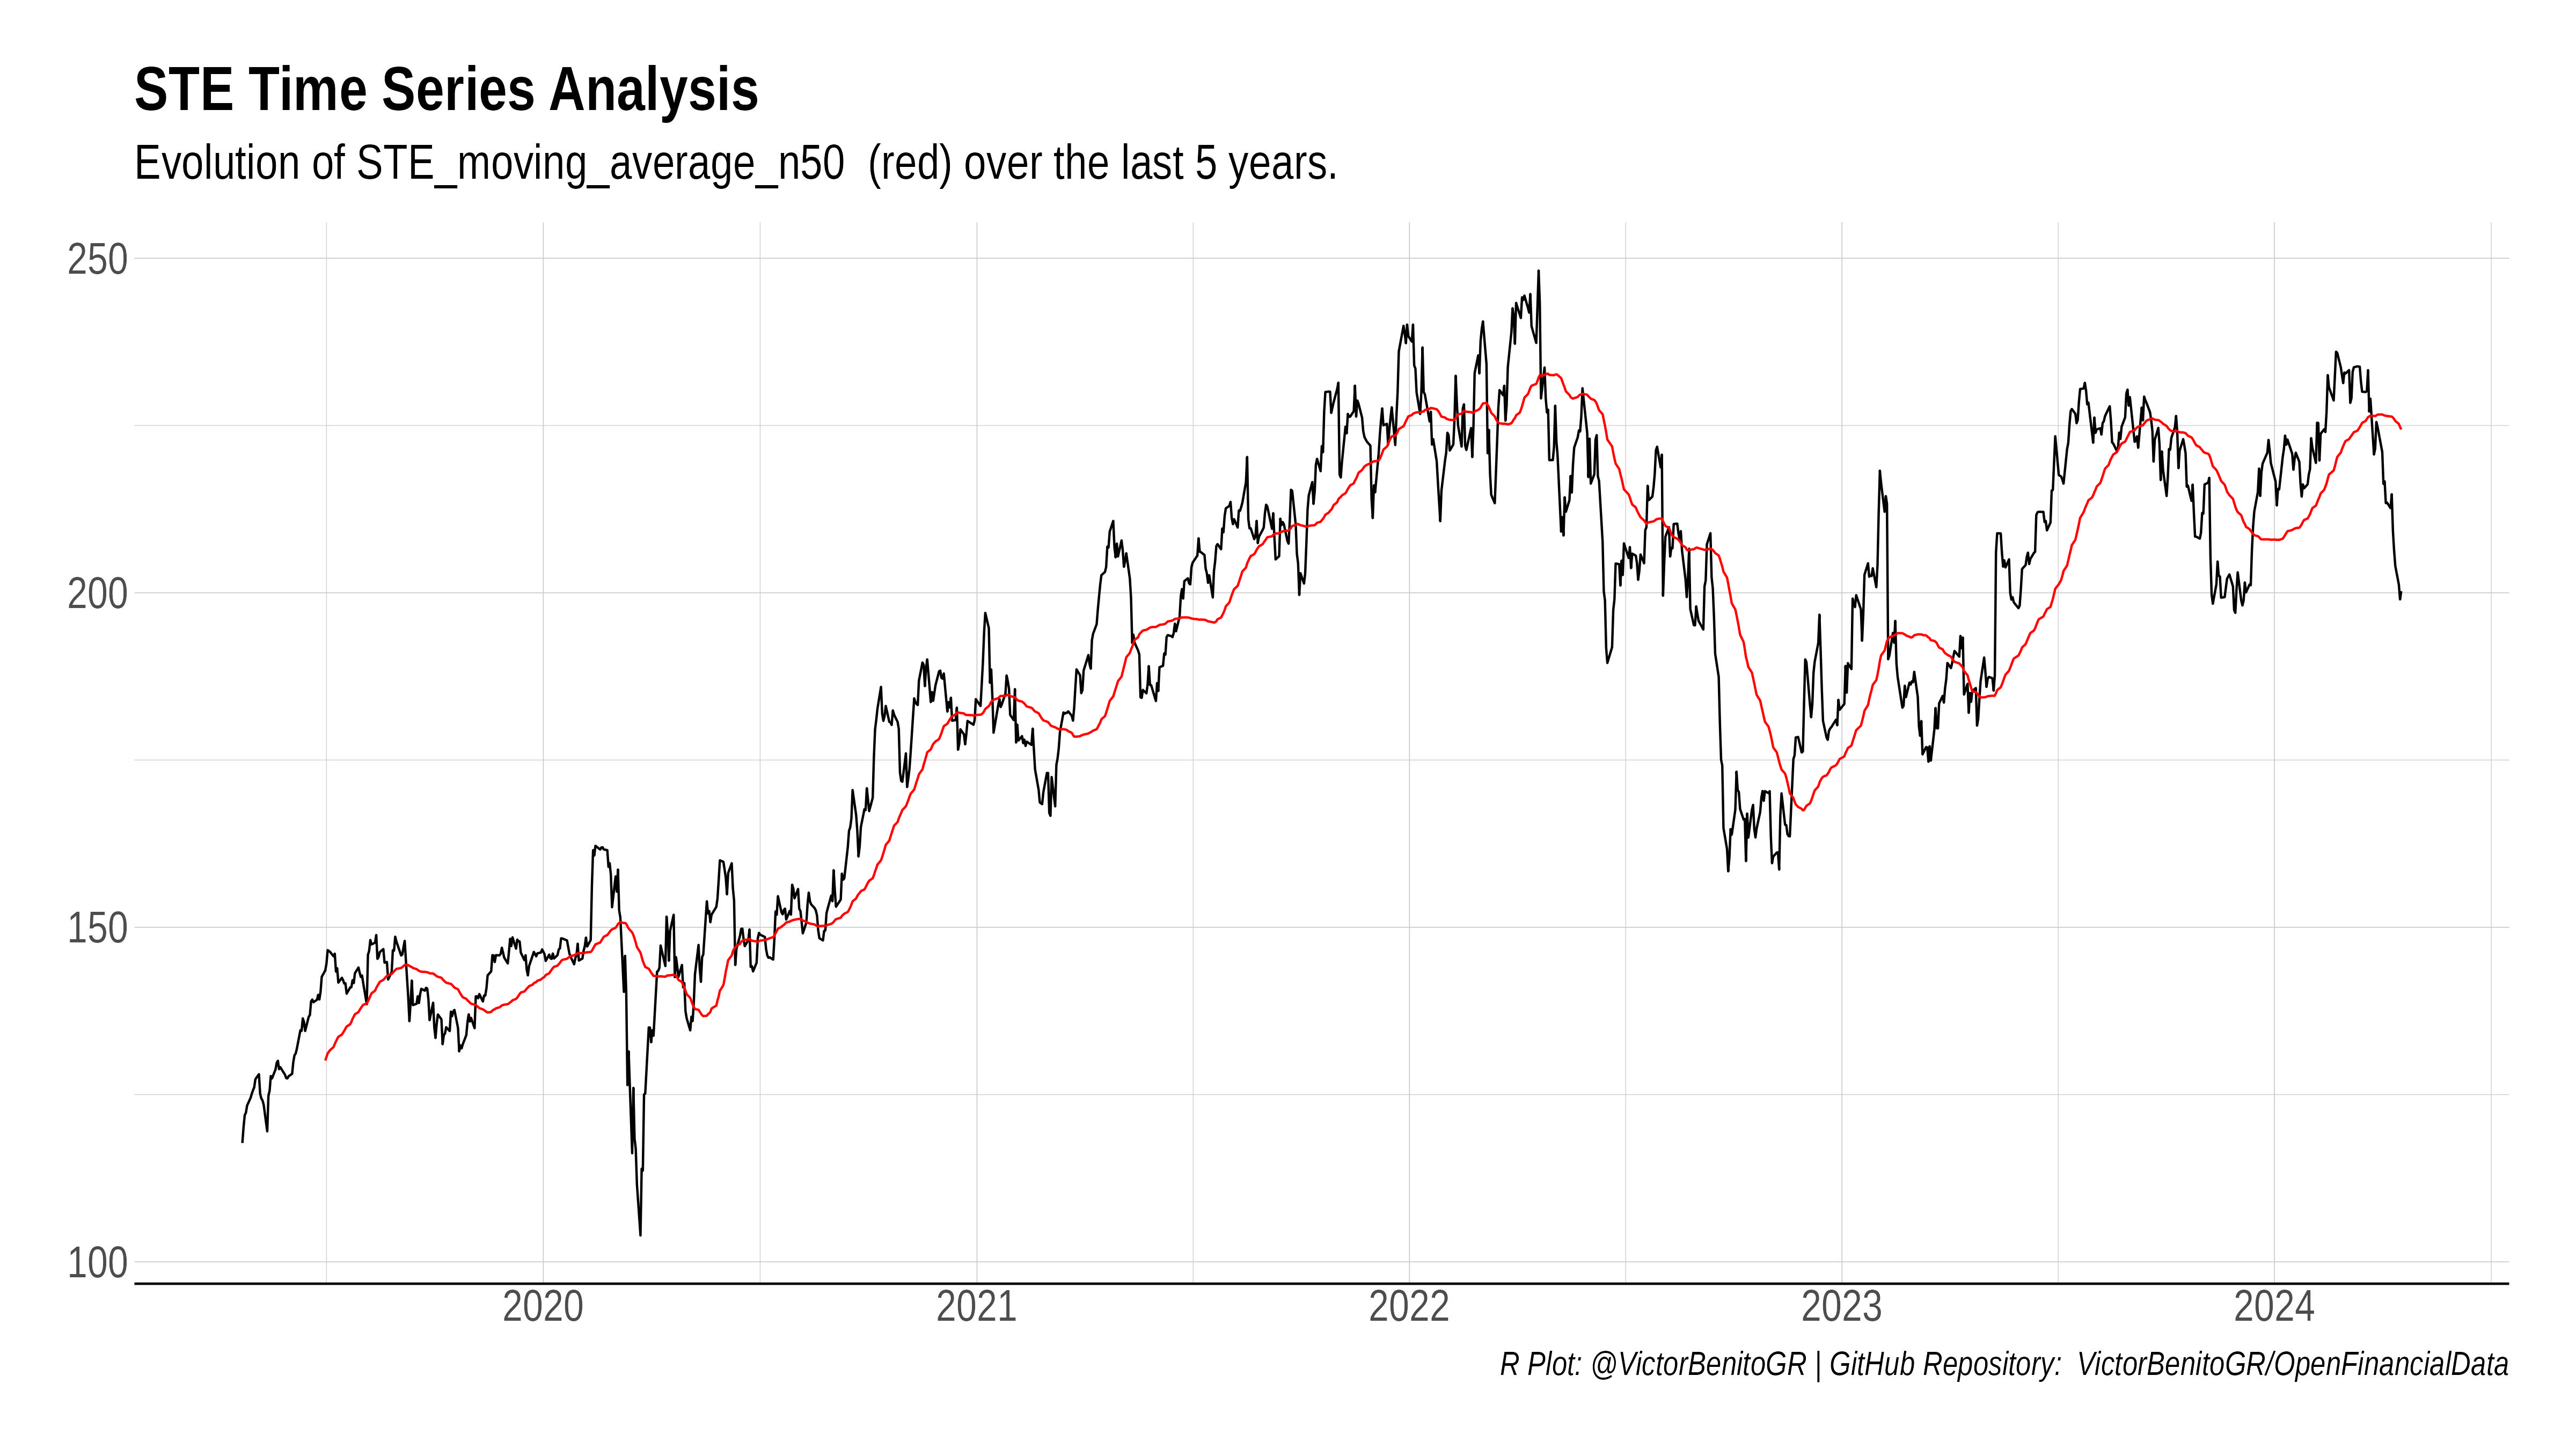 STE Time Series Analysis
Evolution of STE_moving_average_n50  (red) over the last 5 years.
250
200
150
100
2020 2021 2022 2023 2024
R Plot: @VictorBenitoGR | GitHub Repository:  VictorBenitoGR/OpenFinancialData